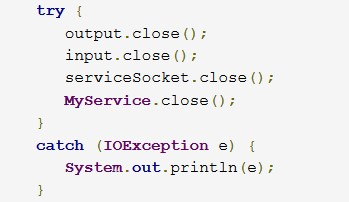 try {
output.close();
input.close();
serviceSocket.close();
MyService.close();
}
catch (IOException e) {
System.out.println(e);
}